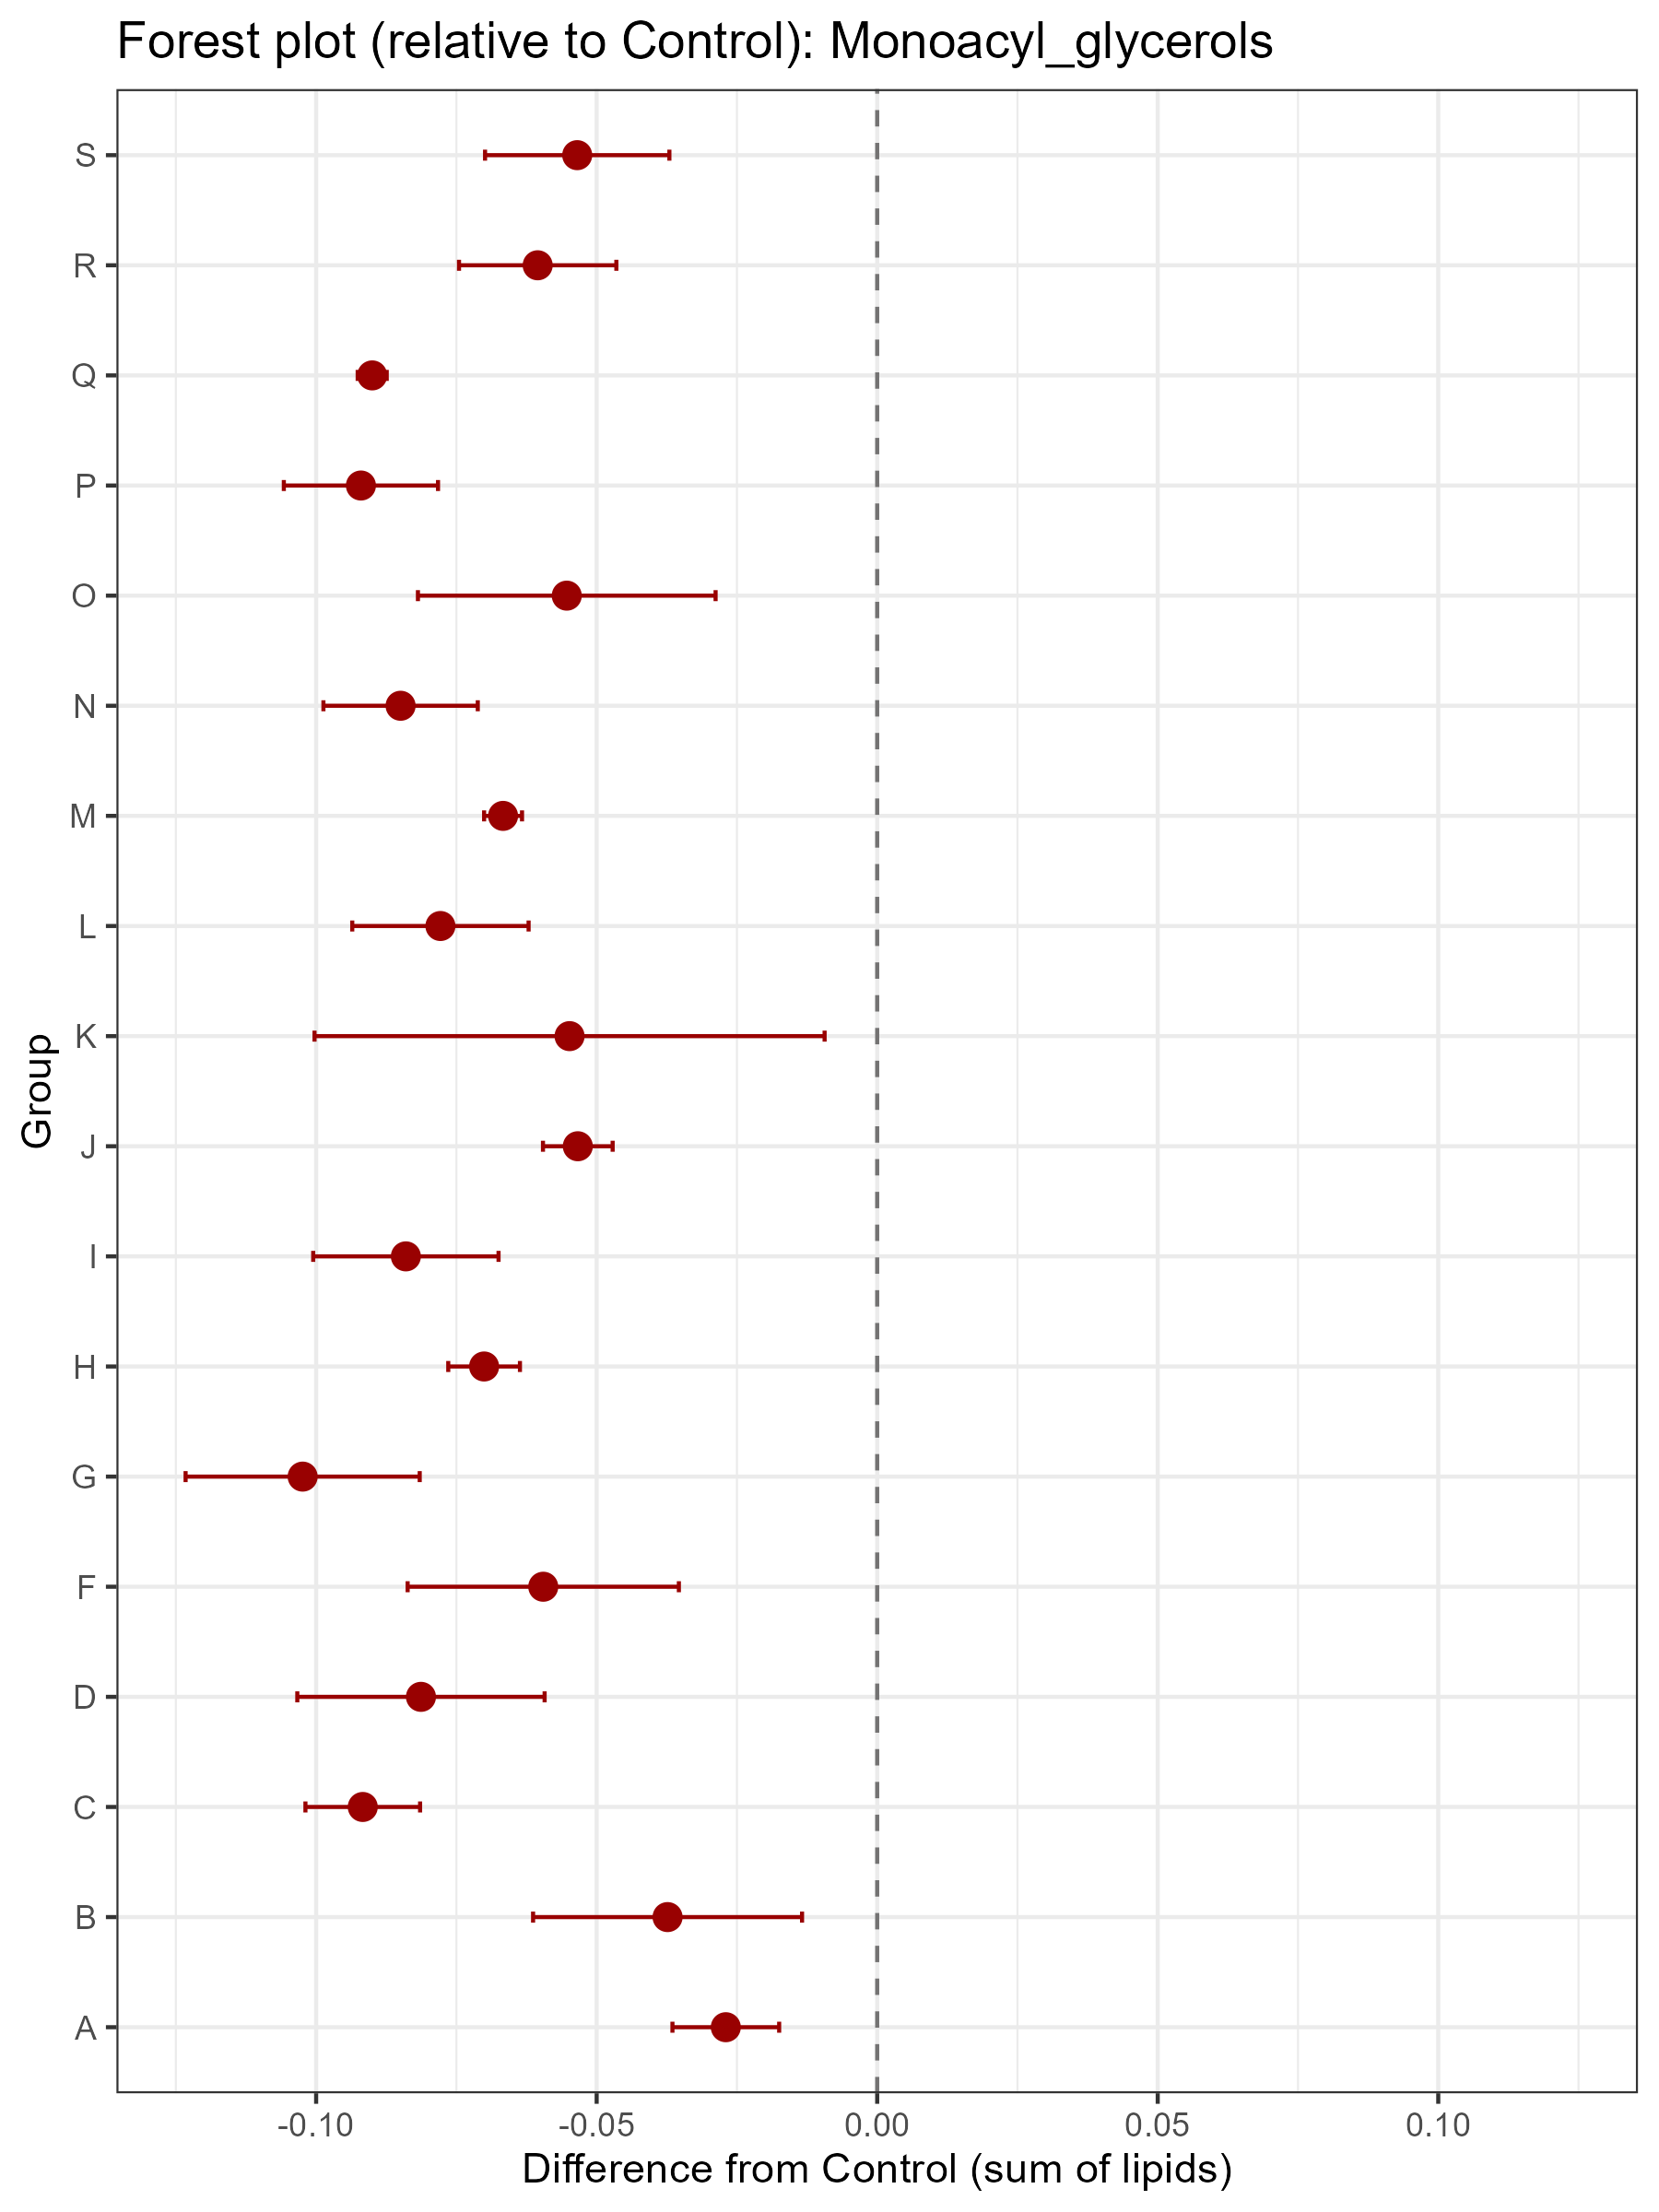 Forest plot (relative to Control): Monoacyl_glycerols
S
R
Q
P
O
N
M
L
K
J
I
H
G
F
D
C
B
A
Group
-0.10 -0.05 0.00 0.05 0.10
Difference from Control (sum of lipids)